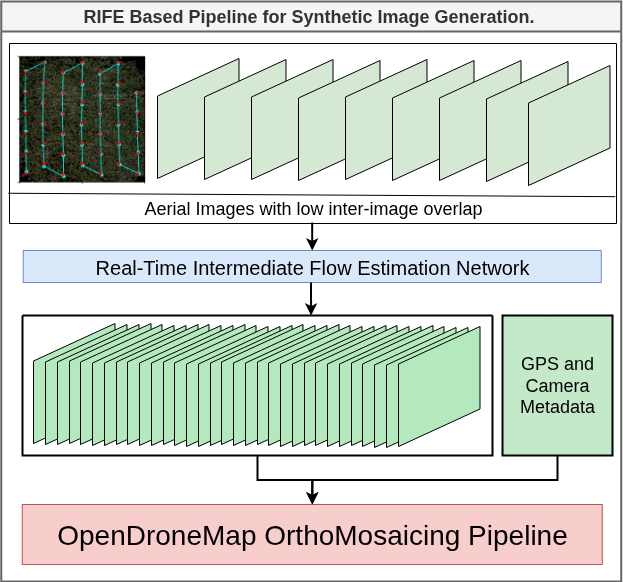 RIFE Based Pipeline for Synthetic Image Generation.
Aerial Images with low inter-image overlap
Real-Time Intermediate Flow Estimation Network
GPS and
Camera
Metadata
OpenDroneMap OrthoMosaicing Pipeline